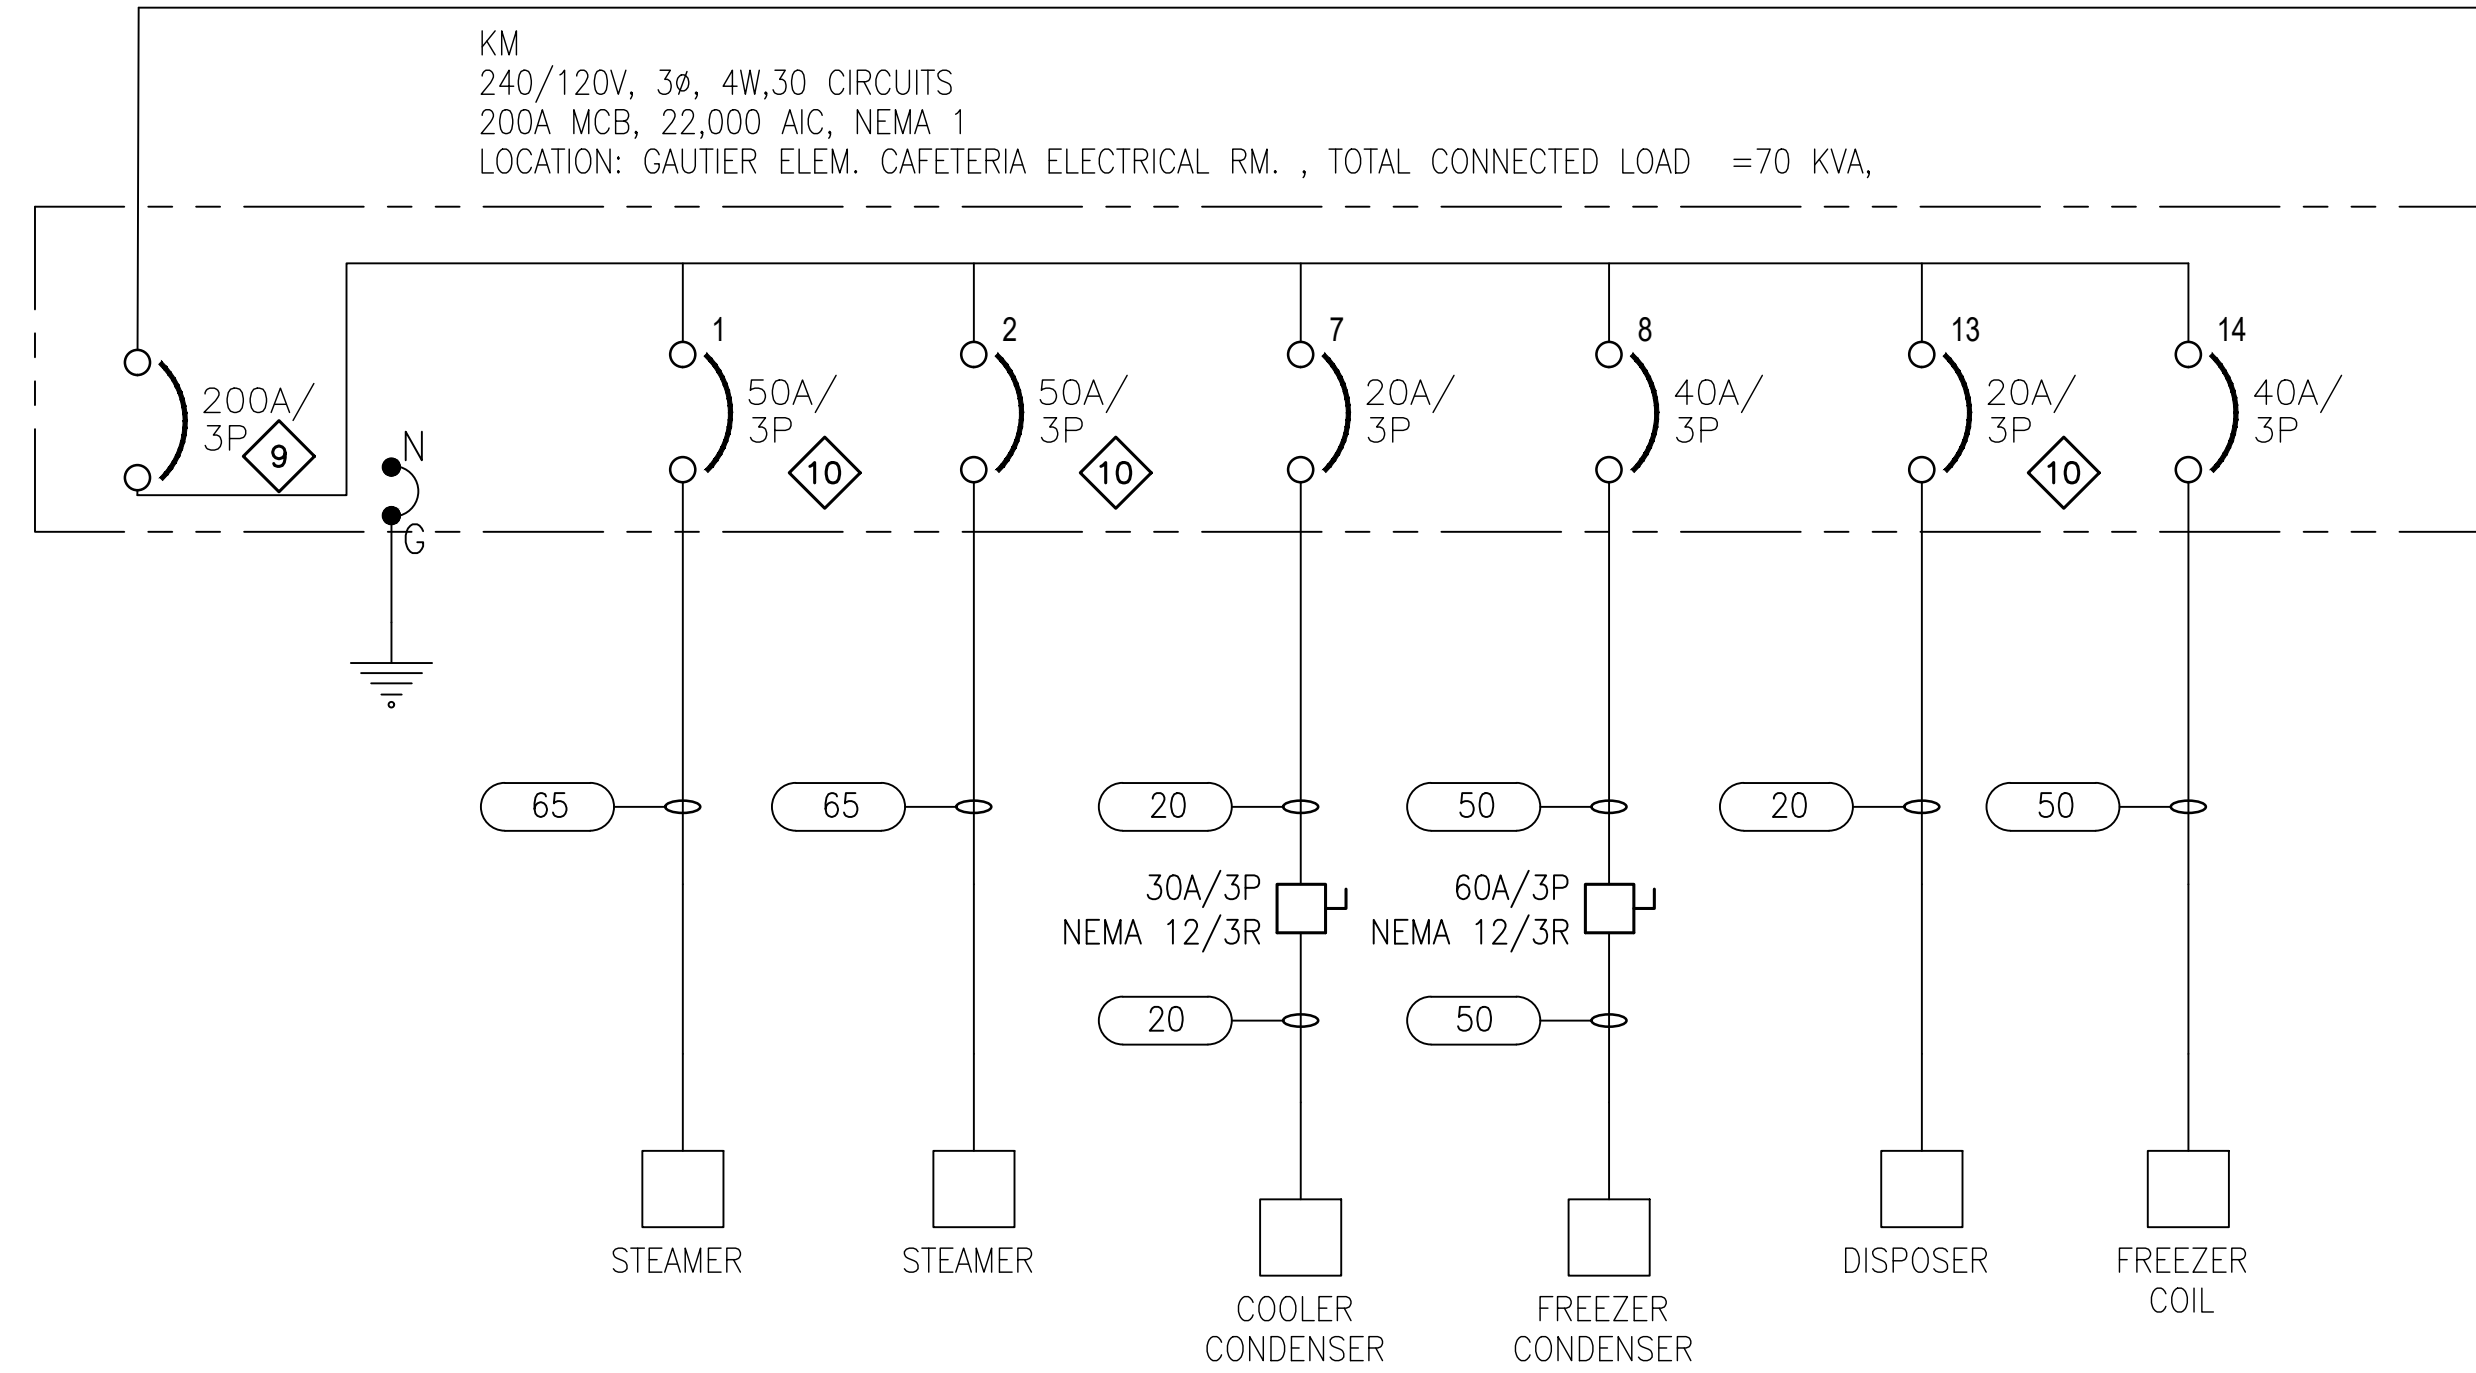 KM
240/120V, 3ø, 4W,30 CIRCUITS
200A MCB, 22,000 AIC, NEMA 1
LOCATION: GAUTIER ELEM. CAFETERIA ELECTRICAL RM. , TOTAL CONNECTED LOAD =70 KVA,
200A/
3P
9
N
G
1
50A/
3P
10
2
50A/
3P
10
7
20A/
3P
8
40A/
3P
13
20A/
3P
10
14
40A/
3P
65
65
20
50
20
50
30A/3P
NEMA 12/3R
60A/3P
NEMA 12/3R
20
50
STEAMER
STEAMER
COOLER
CONDENSER
FREEZER
CONDENSER
DISPOSER
FREEZER
COIL